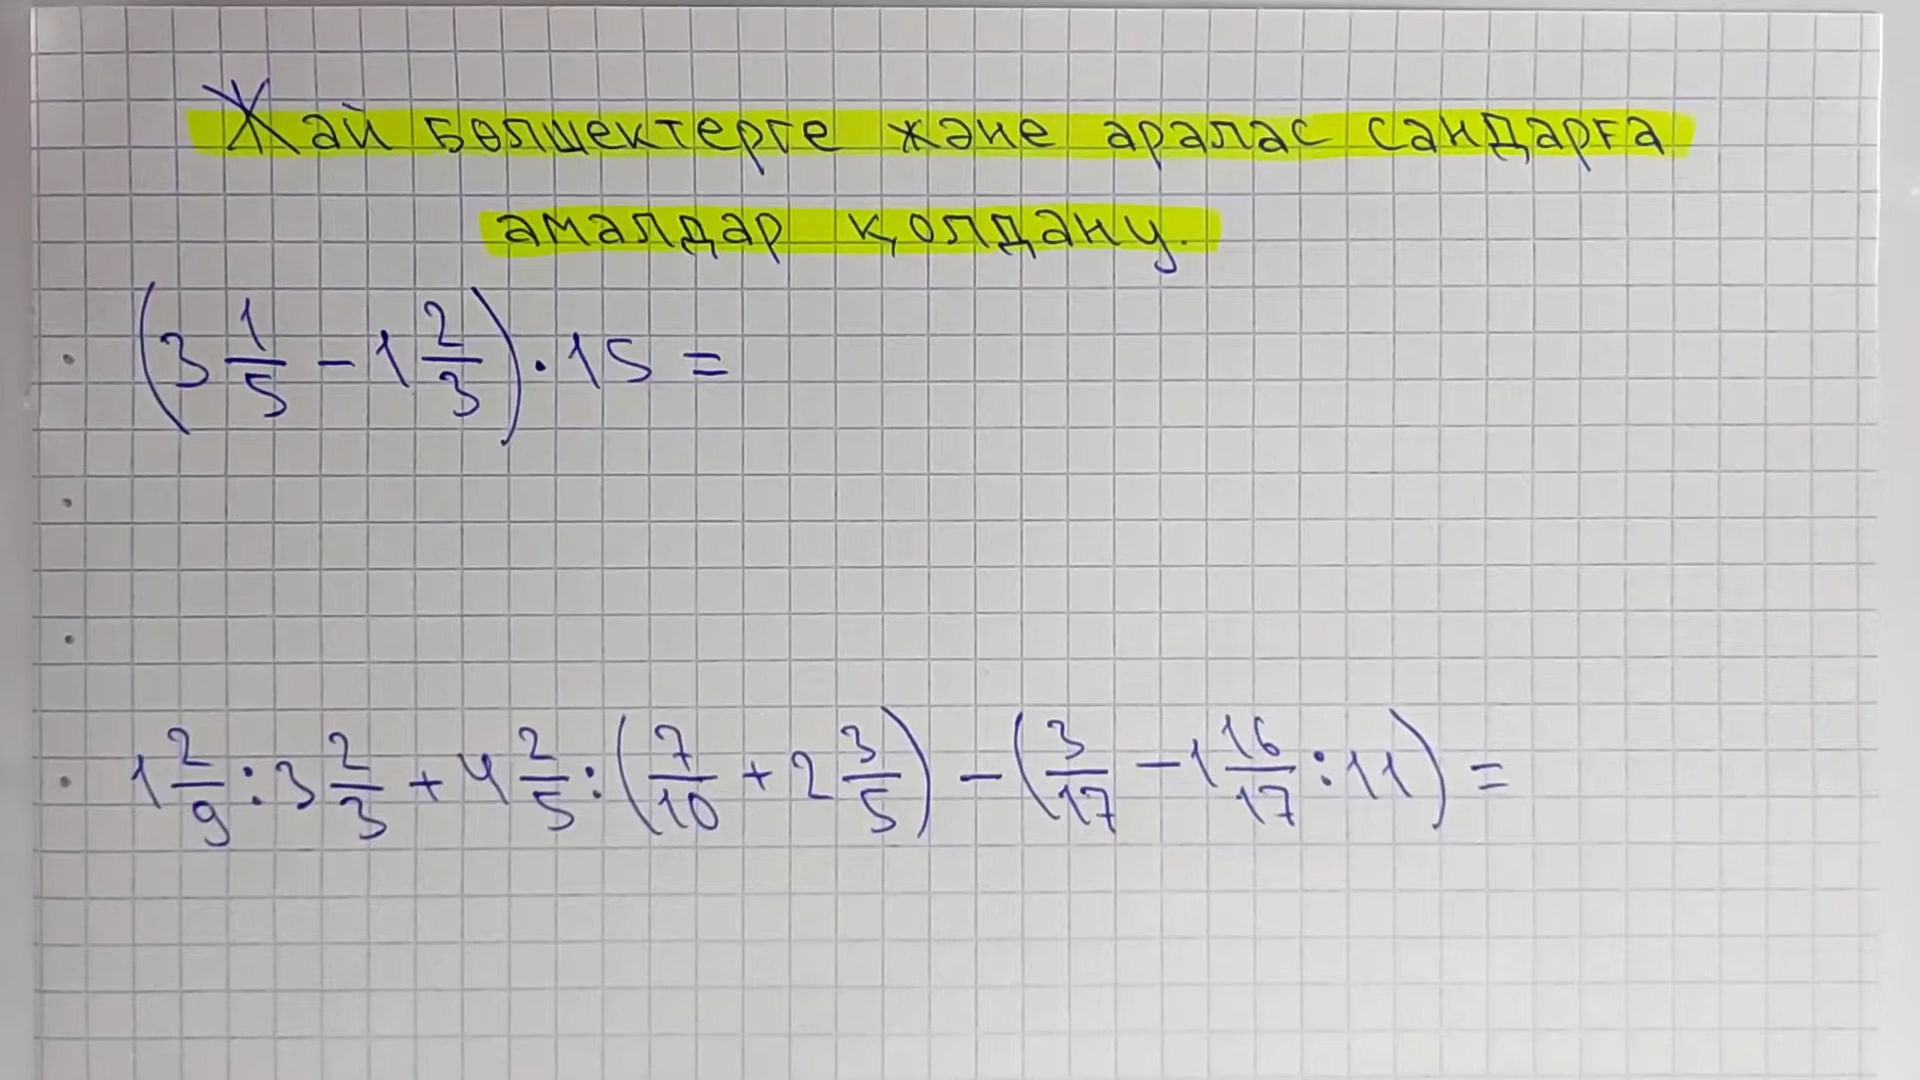 Жай бөлшектерге және аралас сандарға
амалдар қолдану.
(3 1/5 − 1 2/3) · 15 =
1 2/9 : 3 2/3 + 4 2/5 : (7/10 + 2 3/5) − (3/17 − 1 16/17 : 11) =